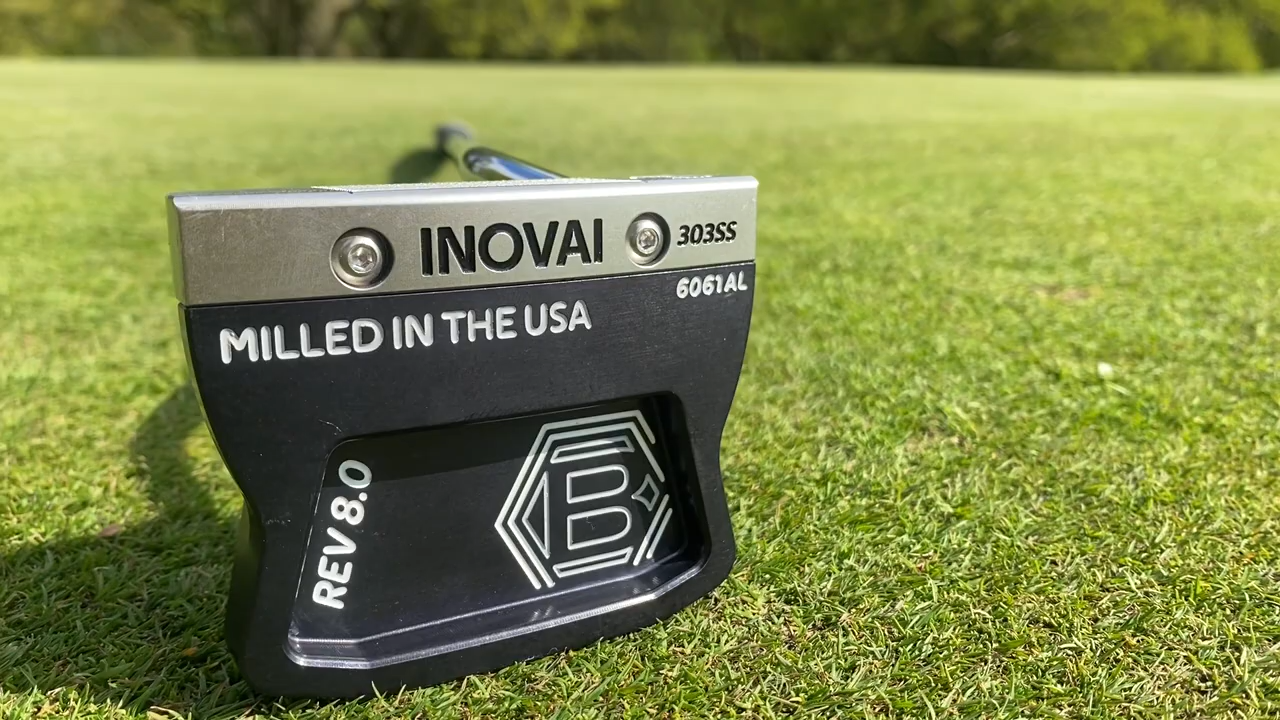 INOVAI
303SS
6061AL
MILLED IN THE USA
REV 8.0
B